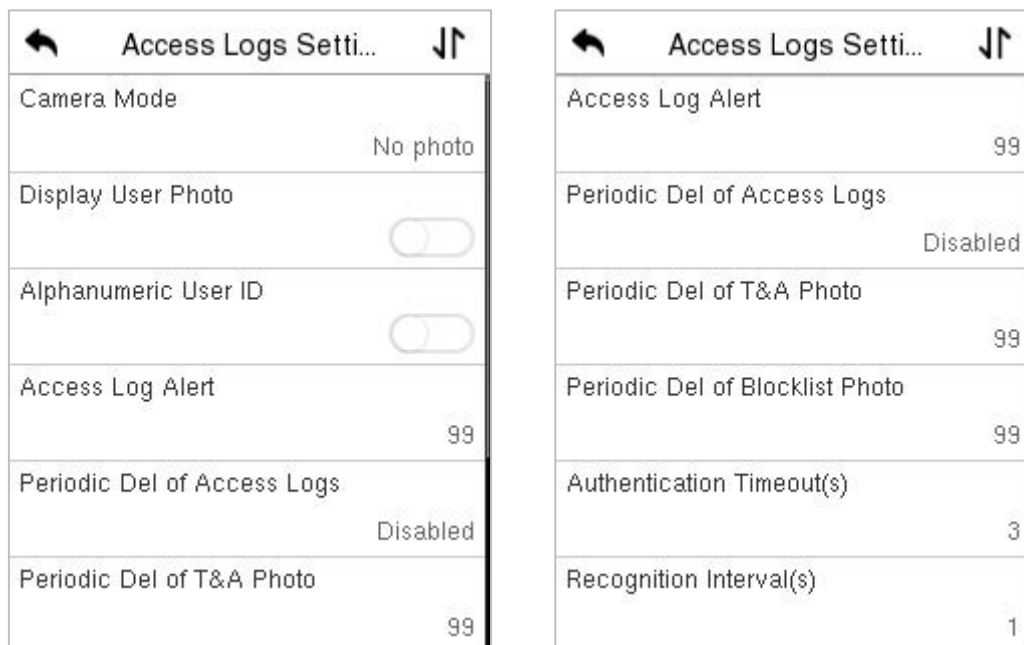 Access Logs Setti...
Camera Mode
No photo
Display User Photo
Alphanumeric User ID
Access Log Alert
99
Periodic Del of Access Logs
Disabled
Periodic Del of T&A Photo
99
Access Logs Setti...
Access Log Alert
99
Periodic Del of Access Logs
Disabled
Periodic Del of T&A Photo
99
Periodic Del of Blocklist Photo
99
Authentication Timeout(s)
3
Recognition Interval(s)
1